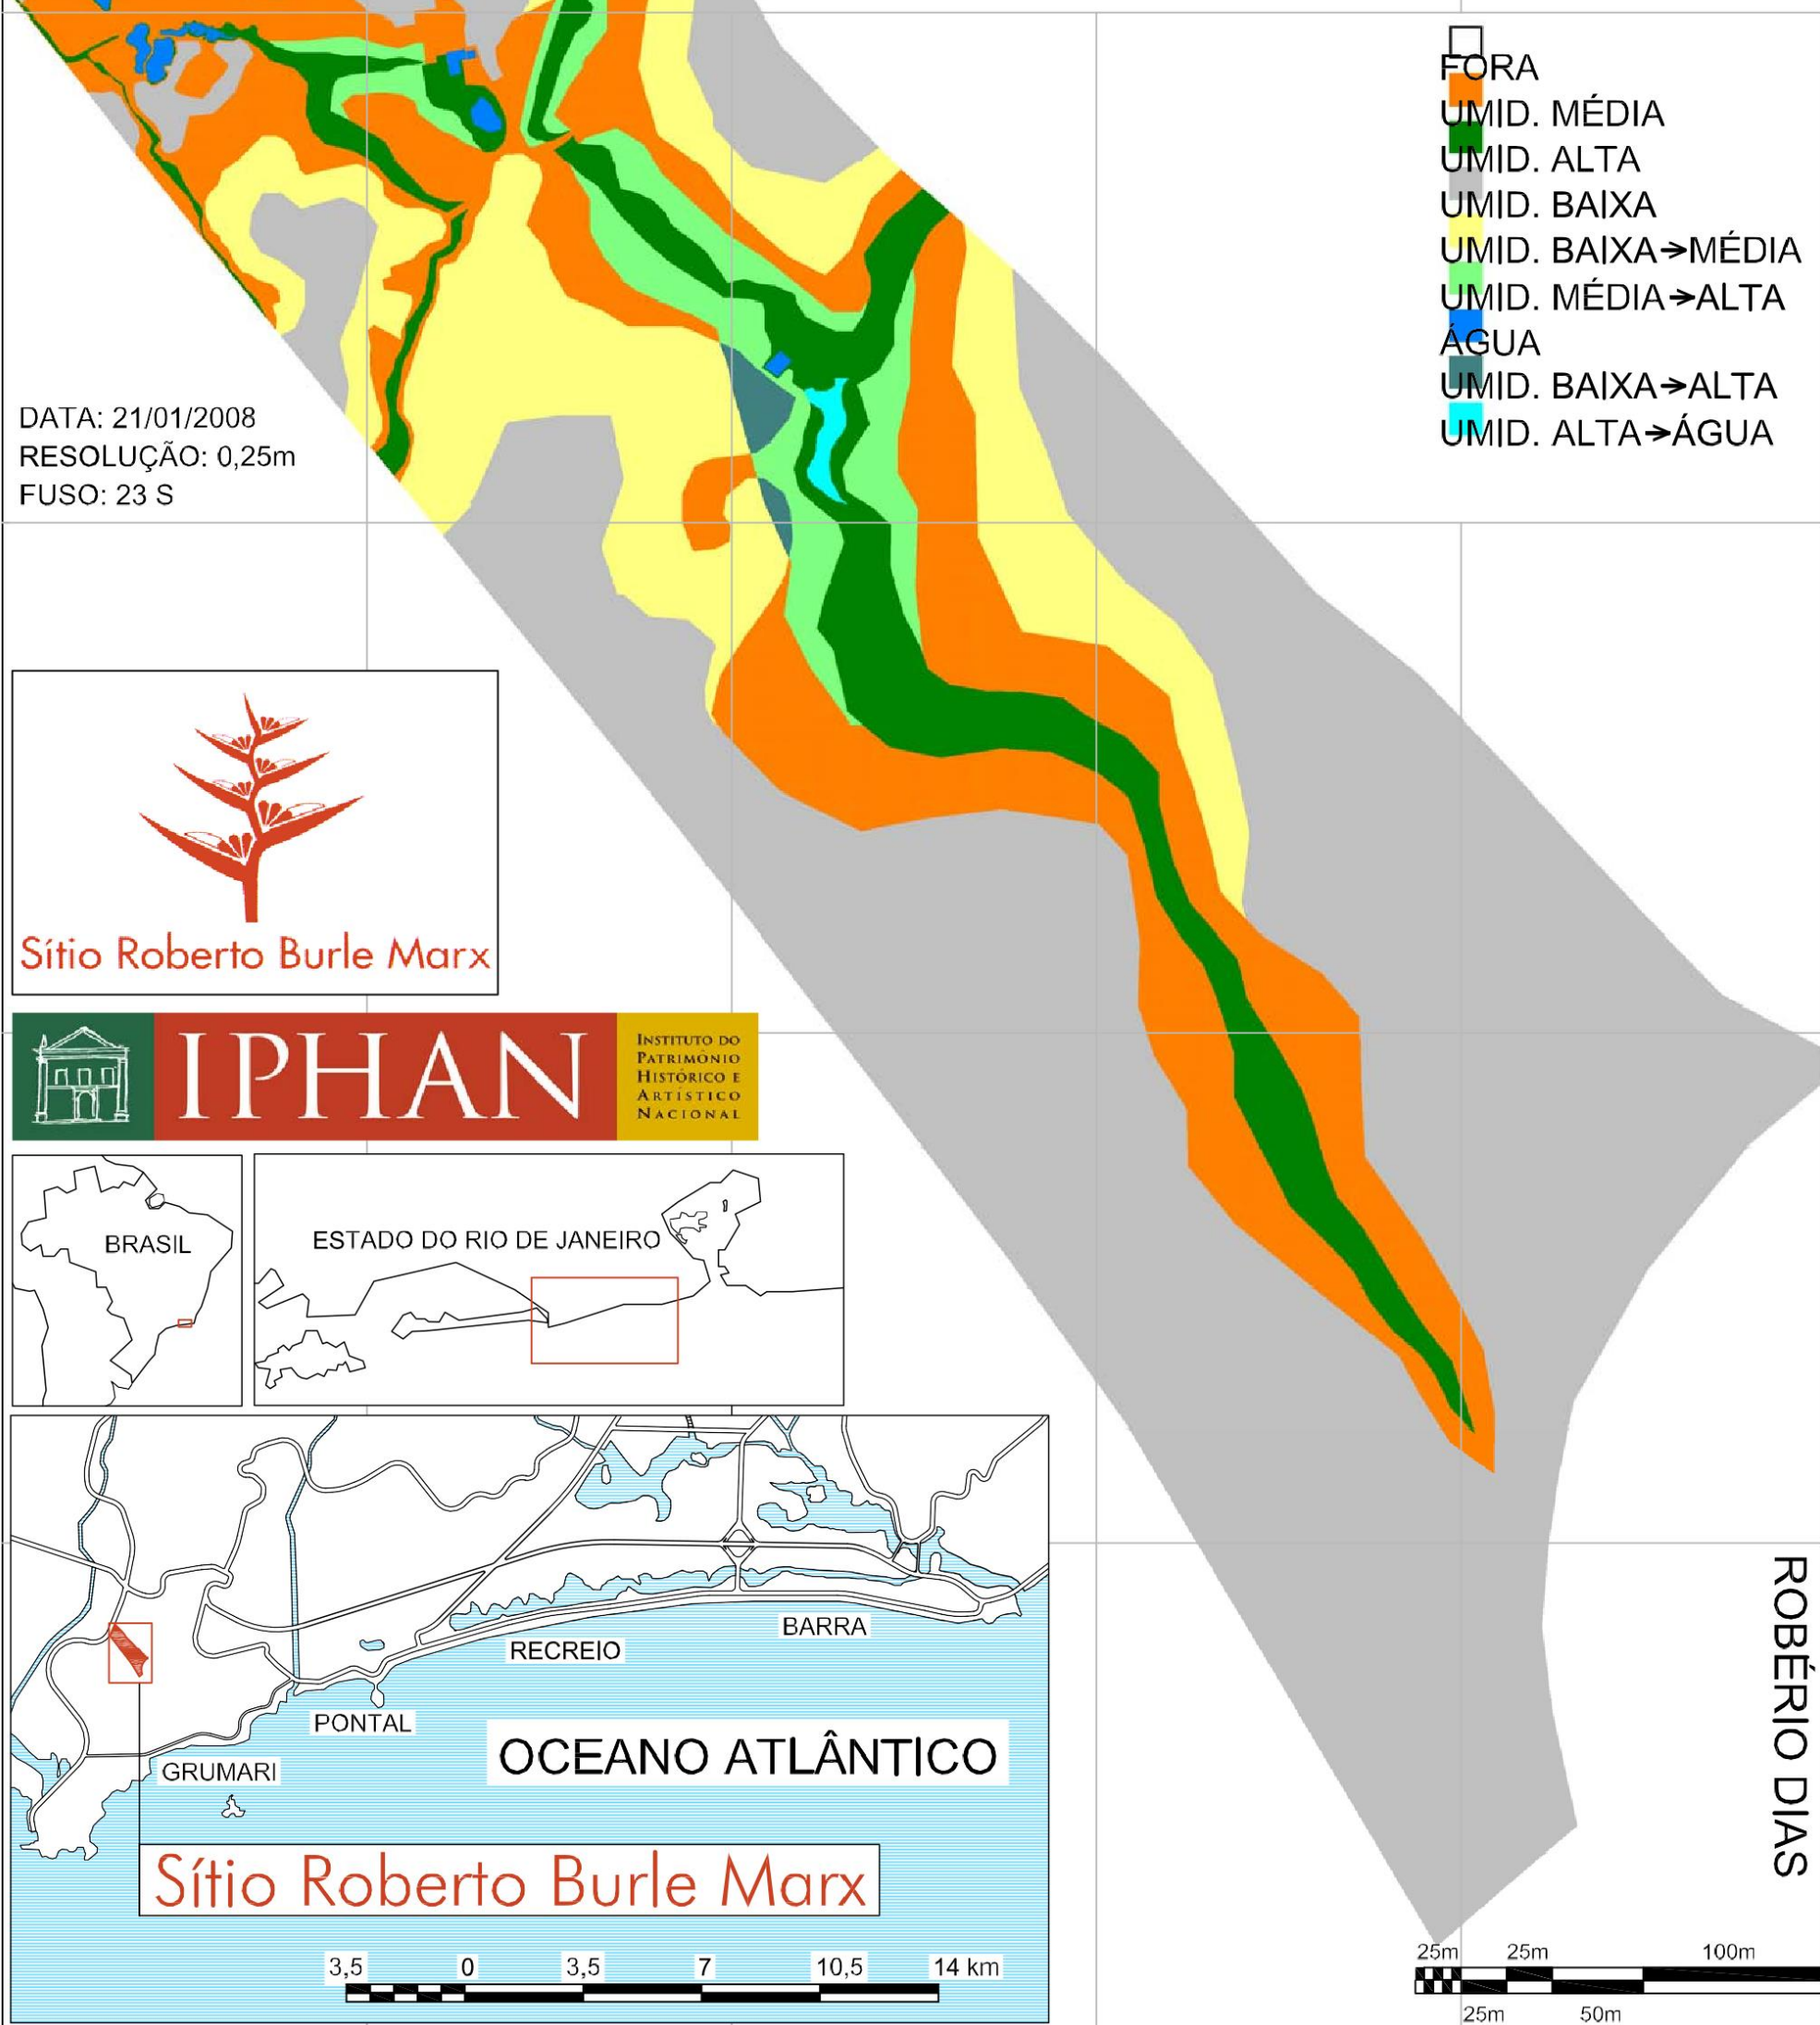 FORA
UMID. MÉDIA
UMID. ALTA
UMID. BAIXA
UMID. BAIXA→MÉDIA
UMID. MÉDIA→ALTA
ÁGUA
UMID. BAIXA→ALTA
UMID. ALTA→ÁGUA
DATA: 21/01/2008
RESOLUÇÃO: 0,25m
FUSO: 23 S
Sítio Roberto Burle Marx
IPHAN
INSTITUTO DO
PATRIMÔNIO
HISTÓRICO E
ARTÍSTICO
NACIONAL
BRASIL
ESTADO DO RIO DE JANEIRO
BARRA
RECREIO
PONTAL
OCEANO ATLÂNTICO
GRUMARI
Sítio Roberto Burle Marx
3,5 0 3,5 7 10,5 14 km
ROBÉRIO DIAS
25m 25m 100m
25m 50m